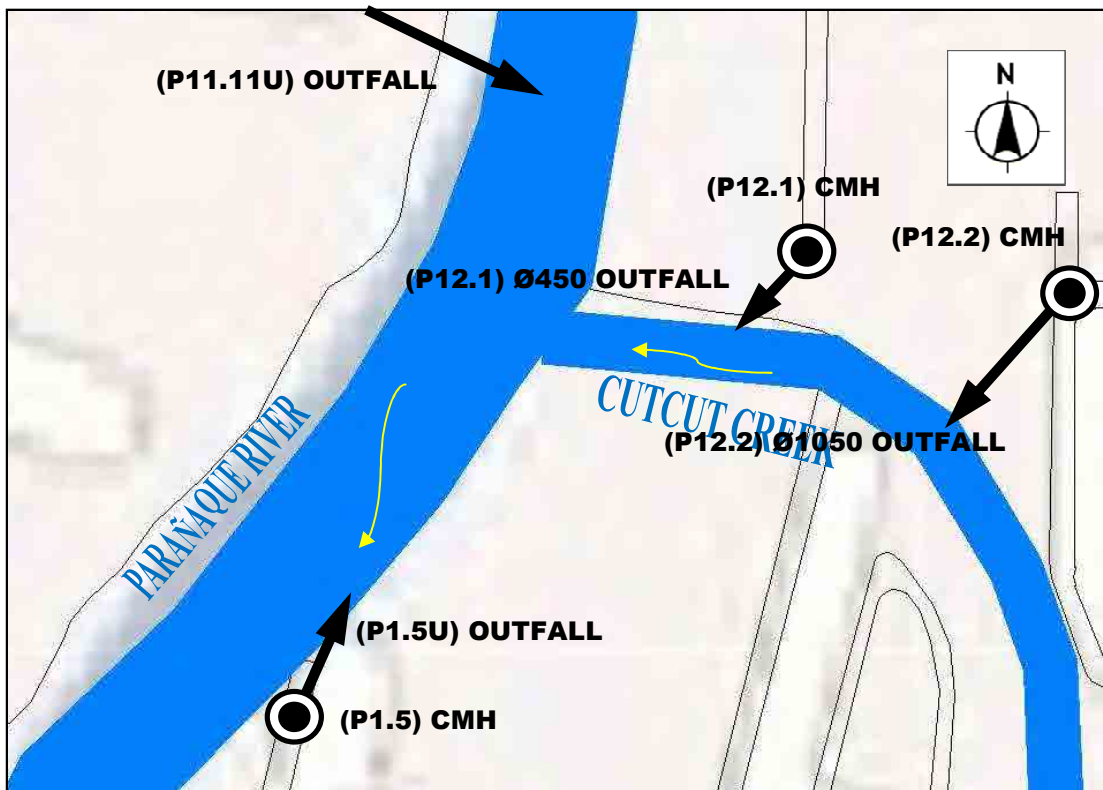 (P11.11U) OUTFALL
N
(P12.1) CMH
(P12.2) CMH
(P12.1) Ø450 OUTFALL
CUTCUT CREEK
(P12.2) Ø1050 OUTFALL
PARAÑAQUE RIVER
(P1.5U) OUTFALL
(P1.5) CMH